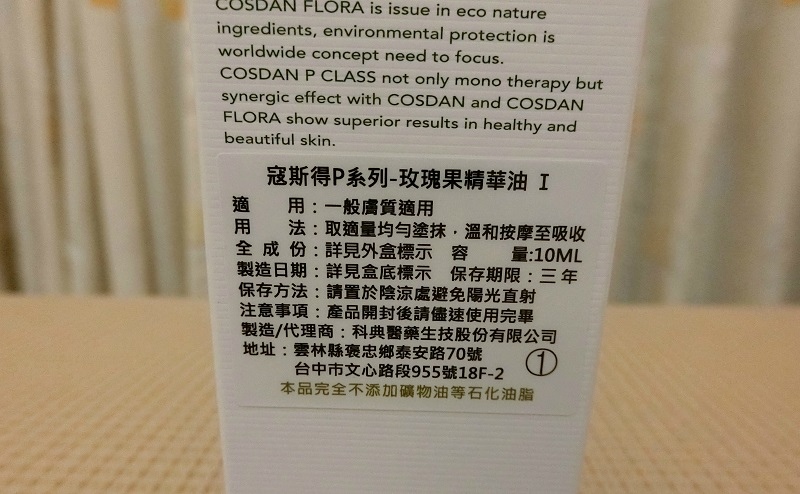 COSDAN FLORA is issue in eco nature
ingredients, environmental protection is
worldwide concept need to focus.
COSDAN P CLASS not only mono therapy but
synergic effect with COSDAN and COSDAN
FLORA show superior results in healthy and
beautiful skin.
寇斯得P系列-玫瑰果精華油 I
適 用：一般膚質適用
用 法：取適量均勻塗抹，溫和按摩至吸收
全 成 份：詳見外盒標示 容 量:10ML
製造日期：詳見盒底標示 保存期限：三 年
保存方法：請置於陰涼處避免陽光直射
注意事項：產品開封後請儘速使用完畢
製造/代理商：科典醫藥生技股份有限公司
地址：雲林縣褒忠鄉泰安路70號
台中市文心路段955號18F-2 ①
本品完全不添加礦物油等石化油脂